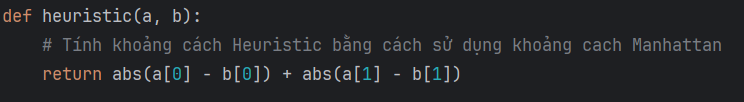 def heuristic(a, b):
# Tính khoảng cách Heuristic bằng cách sử dụng khoảng cach Manhattan
return abs(a[0] - b[0]) + abs(a[1] - b[1])